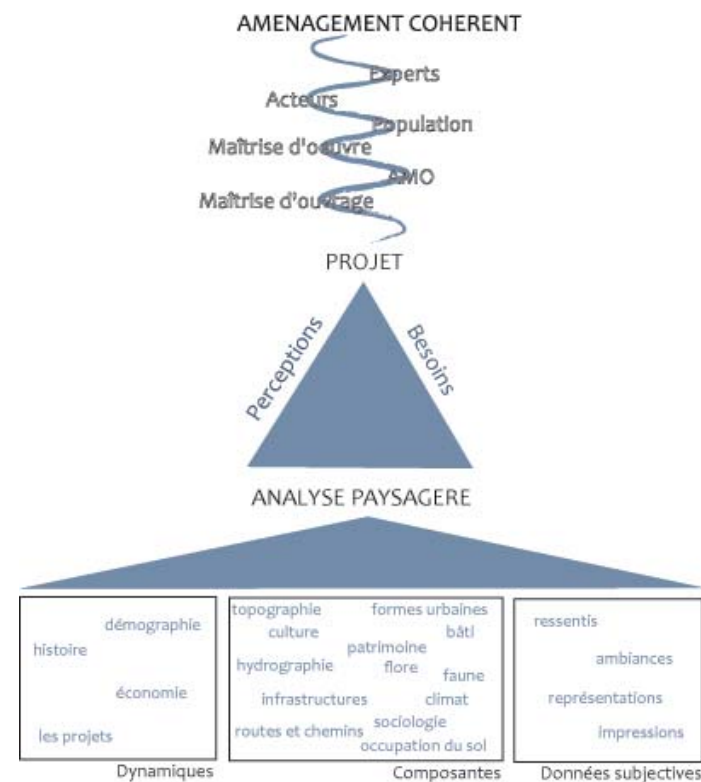 AMENAGEMENT COHERENT
Experts
Acteurs
Population
Maîtrise d'oeuvre
AMO
Maîtrise d'ouvrage
PROJET
Perceptions
Besoins
ANALYSE PAYSAGERE
démographie
histoire
économie
les projets
Dynamiques
topographie formes urbaines
culture bâti
patrimoine
hydrographie flore
faune
infrastructures climat
sociologie
routes et chemins
occupation du sol
Composantes
ressentis
ambiances
représentations
impressions
Données subjectives